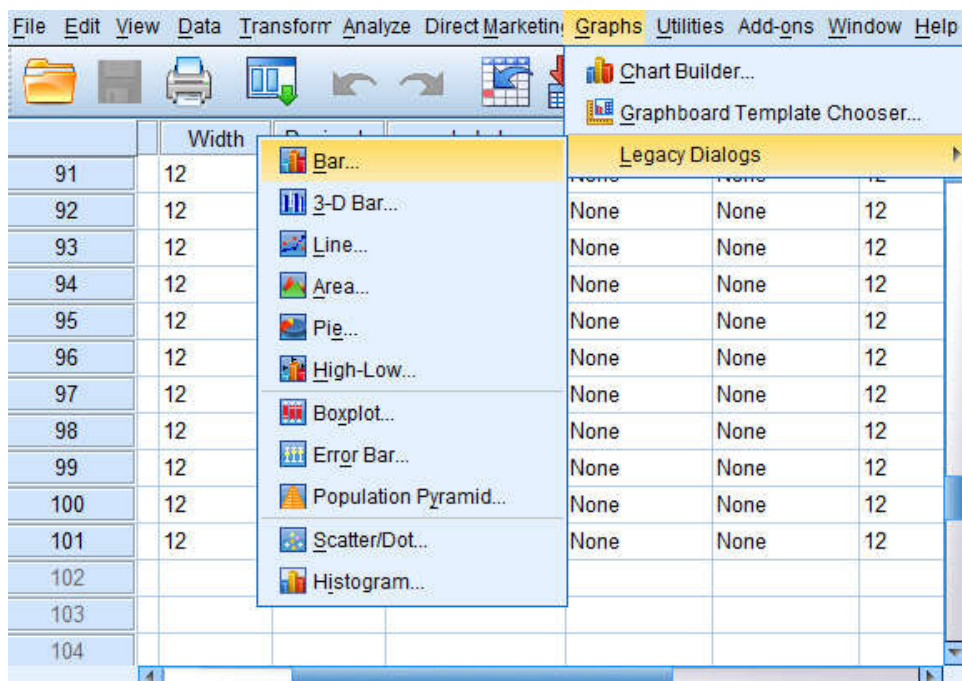 File Edit View Data Transform Analyze Direct Marketing Graphs Utilities Add-ons Window Help
Chart Builder...
Graphboard Template Chooser...
Legacy Dialogs
Width
Bar...
3-D Bar...
Line...
Area...
Pie...
High-Low...
Boxplot...
Error Bar...
Population Pyramid...
Scatter/Dot...
Histogram...
91 12 12
92 12 None None 12
93 12 None None 12
94 12 None None 12
95 12 None None 12
96 12 None None 12
97 12 None None 12
98 12 None None 12
99 12 None None 12
100 12 None None 12
101 12 None None 12
102
103
104